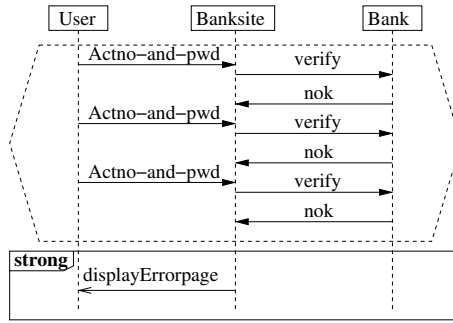 User Banksite Bank
Actno−and−pwd
verify
nok
Actno−and−pwd
verify
nok
Actno−and−pwd
verify
nok
strong
displayErrorpage